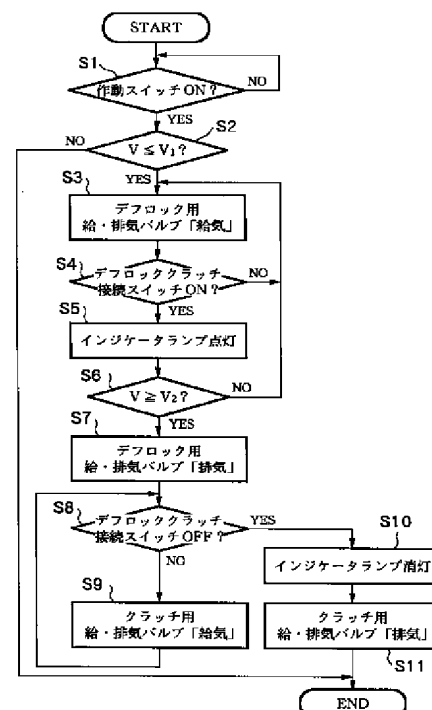 START
S1
作動スイッチON？
NO
YES
S2
NO
V≦V1？
YES
S3
デフロック用
給・排気バルブ「給気」
S4
デフロッククラッチ
接続スイッチON？
NO
YES
S5
インジケータランプ点灯
S6
V≧V2？
NO
YES
S7
デフロック用
給・排気バルブ「排気」
S8
デフロッククラッチ
接続スイッチOFF？
YES
NO
S10
インジケータランプ消灯
S9
クラッチ用
給・排気バルブ「給気」
クラッチ用
給・排気バルブ「排気」
S11
END